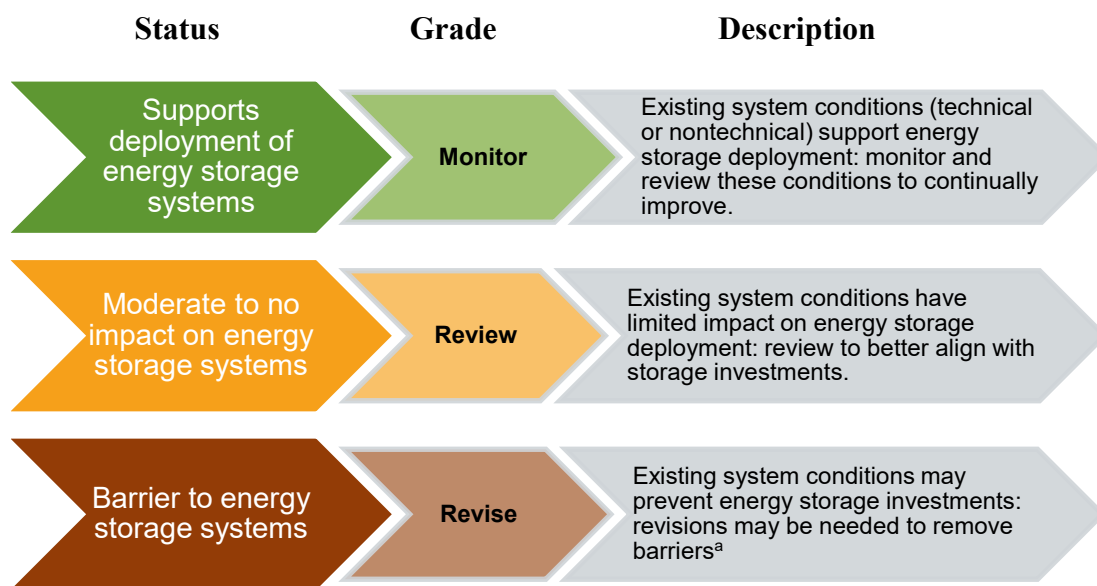 Status Grade Description
Supports
deployment of
energy storage
systems
Monitor
Existing system conditions (technical
or nontechnical) support energy
storage deployment: monitor and
review these conditions to continually
improve.
Moderate to no
impact on energy
storage systems
Review
Existing system conditions have
limited impact on energy storage
deployment: review to better align with
storage investments.
Barrier to energy
storage systems
Revise
Existing system conditions may
prevent energy storage investments:
revisions may be needed to remove
barriersᵃ